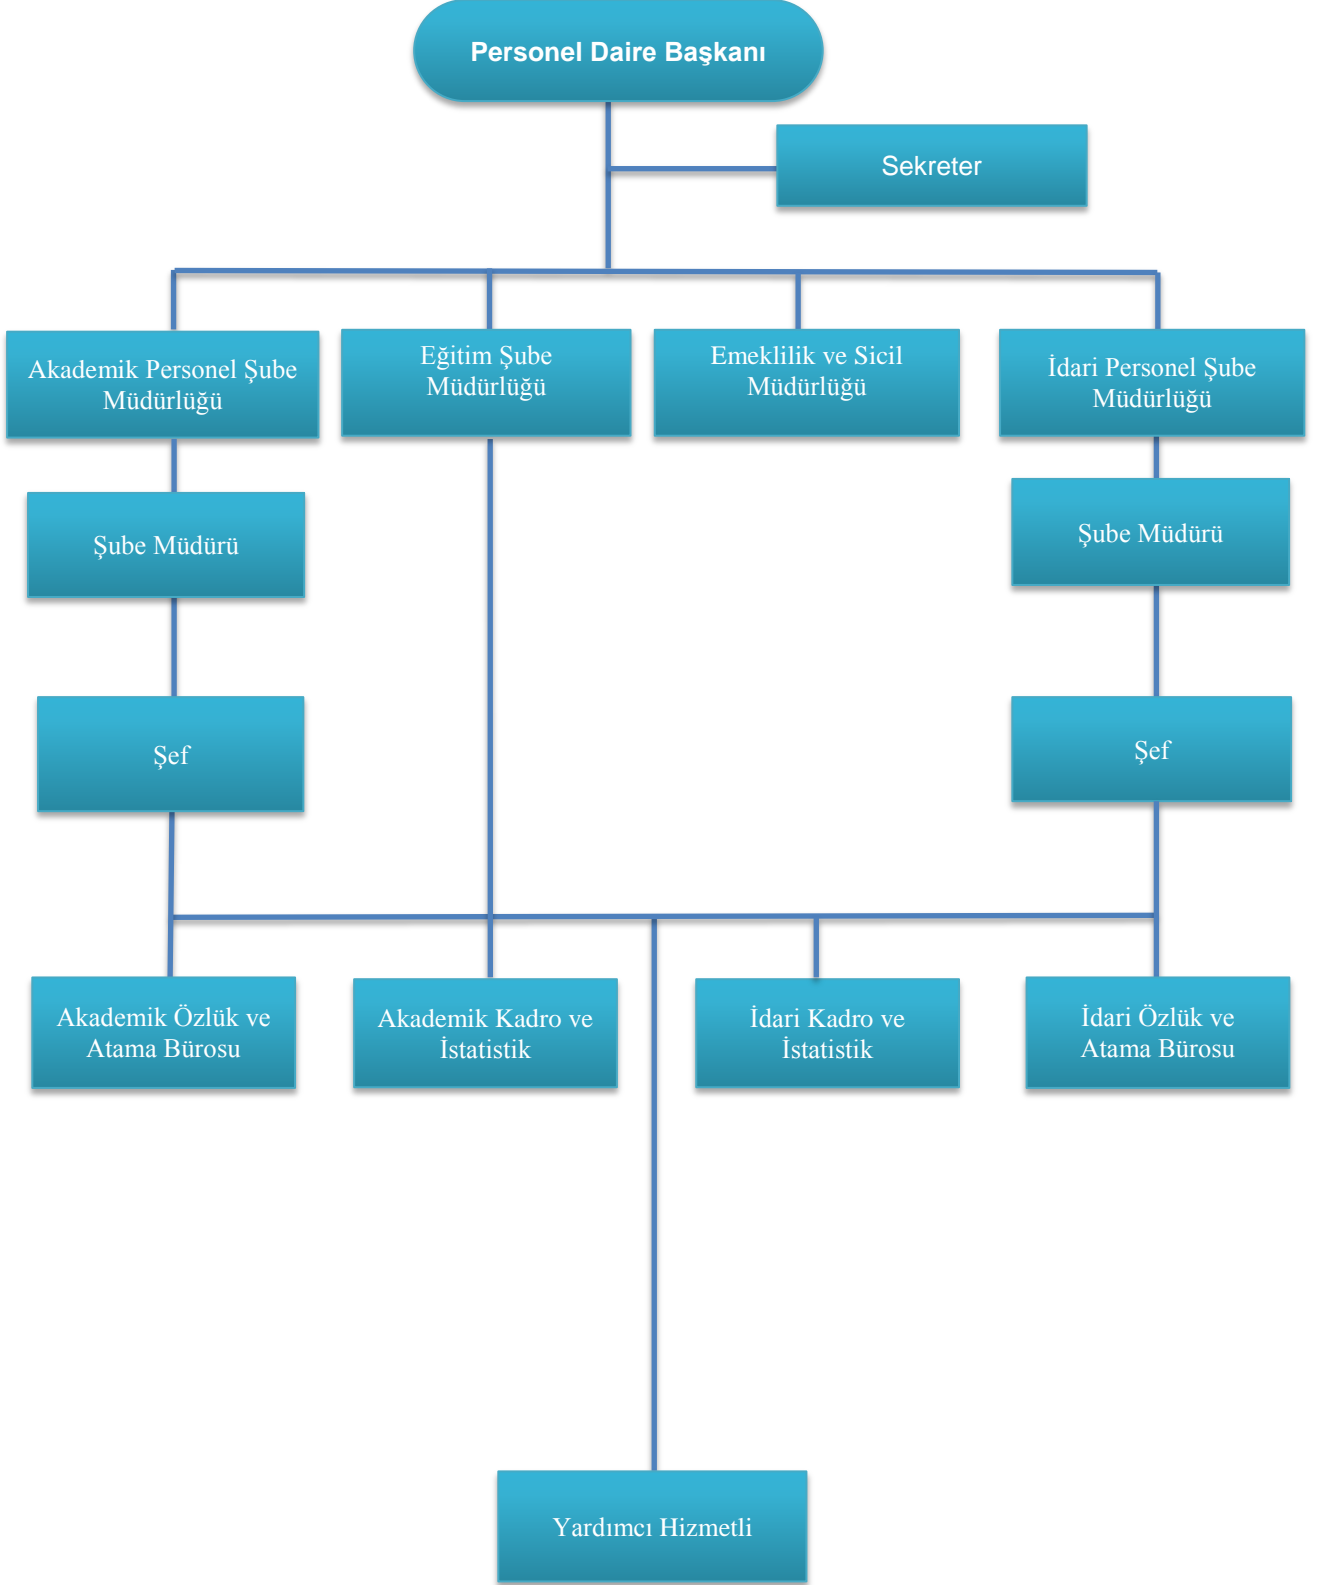 Personel Daire Başkanı
Sekreter
Akademik Personel Şube
Müdürlüğü
Eğitim Şube
Müdürlüğü
Emeklilik ve Sicil
Müdürlüğü
İdari Personel Şube
Müdürlüğü
Şube Müdürü
Şube Müdürü
Şef
Şef
Akademik Özlük ve
Atama Bürosu
Akademik Kadro ve
İstatistik
İdari Kadro ve
İstatistik
İdari Özlük ve
Atama Bürosu
Yardımcı Hizmetli